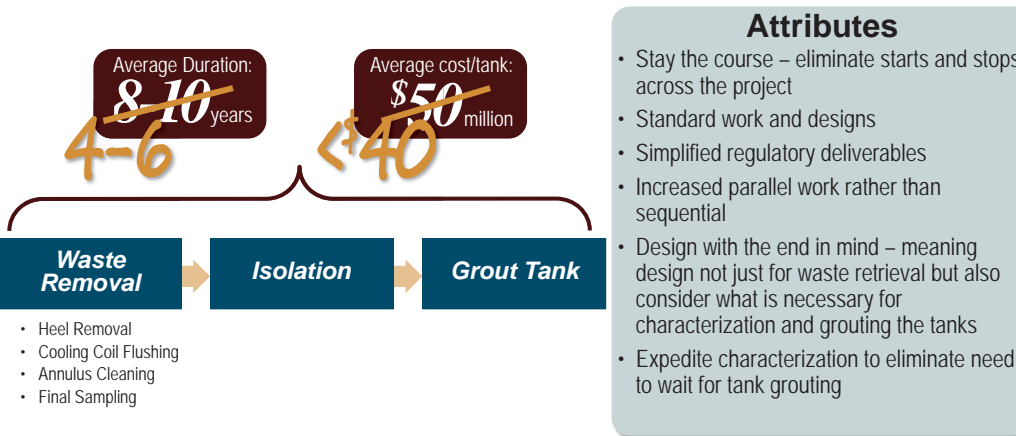 Average Duration:
8–10 years
4–6
Average cost/tank:
$50 million
<$40
Waste
Removal
Isolation
Grout Tank
• Heel Removal
• Cooling Coil Flushing
• Annulus Cleaning
• Final Sampling
Attributes
• Stay the course – eliminate starts and stops
across the project
• Standard work and designs
• Simplified regulatory deliverables
• Increased parallel work rather than
sequential
• Design with the end in mind – meaning
design not just for waste retrieval but also
consider what is necessary for
characterization and grouting the tanks
• Expedite characterization to eliminate need
to wait for tank grouting